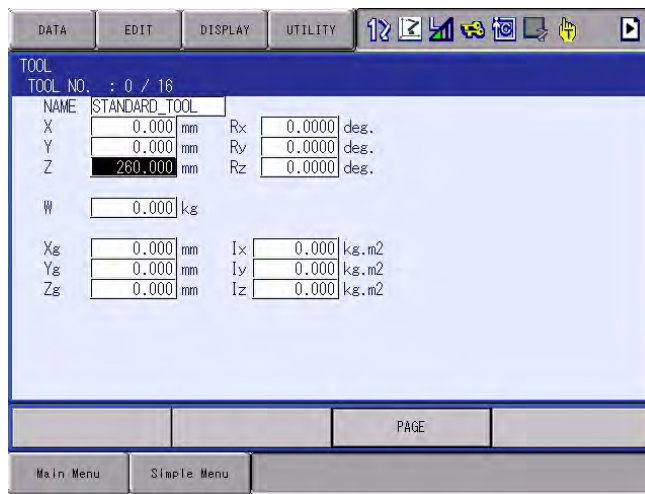 DATA EDIT DISPLAY UTILITY
TOOL
TOOL NO. : 0 / 16
NAME STANDARD_TOOL
X 0.000 mm Rx 0.0000 deg.
Y 0.000 mm Ry 0.0000 deg.
Z 260.000 mm Rz 0.0000 deg.
W 0.000 kg
Xg 0.000 mm Ix 0.000 kg.m2
Yg 0.000 mm Iy 0.000 kg.m2
Zg 0.000 mm Iz 0.000 kg.m2
PAGE
Main Menu Simple Menu